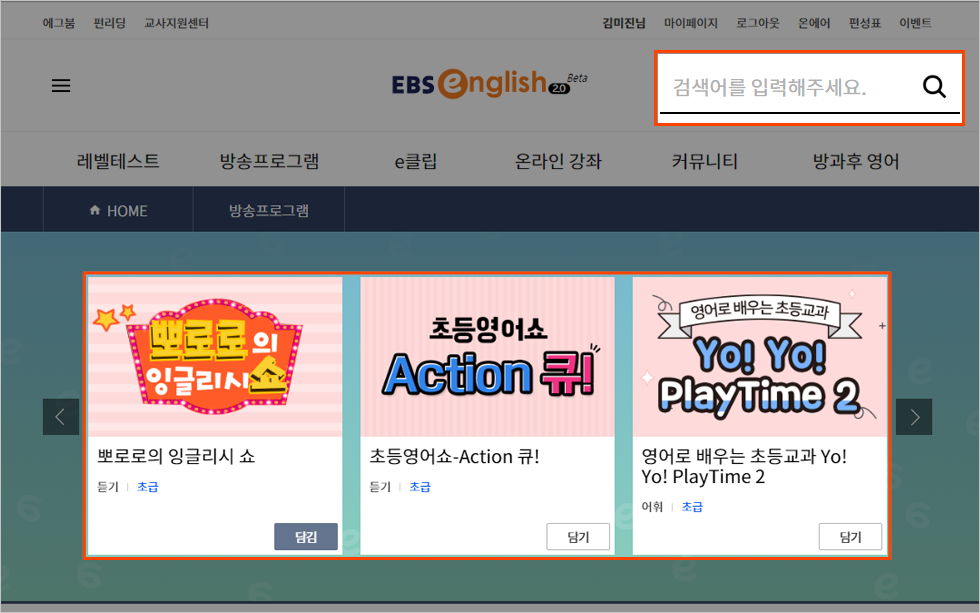 에그붐 펀리딩 교사지원센터 김미진님 마이페이지 로그아웃 온에어 편성표 이벤트
EBS english 2.0 Beta
검색어를 입력해주세요.
레벨테스트 방송프로그램 e클립 온라인 강좌 커뮤니티 방과후 영어
HOME 방송프로그램
뽀로로의
잉글리시쇼
초등영어쇼
Action 큐!
영어로 배우는 초등교과
Yo! Yo!
PlayTime 2
뽀로로의 잉글리시 쇼
듣기 초급
담김
초등영어쇼-Action 큐!
듣기 초급
담기
영어로 배우는 초등교과 Yo!
Yo! PlayTime 2
어휘 초급
담기